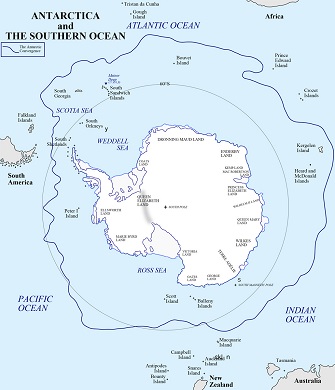 Tristan da Cunha
Gough
Island
ANTARCTICA
and
THE SOUTHERN OCEAN
Africa
ATLANTIC OCEAN
The Antarctic
Convergence
Bouvet
Island
Prince
Edward
Islands
60°S
South
Georgia
South
Sandwich
Islands
Crozet
Islands
SCOTIA SEA
Falkland
Islands
South
Orkneys
South
Shetlands
WEDDELL
SEA
DRONNING MAUD LAND
ENDERBY
LAND
Kerguelen
Island
COATS
LAND
KEMP LAND
MAC ROBERTSON
PRINCESS
ELIZABETH
LAND
South
America
Heard and
McDonald
Islands
QUEEN
ELIZABETH
LAND
WILHELM II LAND
SOUTH POLE
Peter I
Island
ELLSWORTH
LAND
QUEEN MARY
LAND
MARIE BYRD
LAND
WILKES
LAND
VICTORIA
LAND
TERRE ADELIE
ROSS SEA
OATES
LAND
GEORGE
LAND
SOUTH MAGNETIC POLE
PACIFIC
OCEAN
Scott
Island
Balleny
Islands
INDIAN
OCEAN
Macquarie
Island
Campbell
Island
Auckland
Islands
Antipodes
Islands
Bounty
Islands
Snares
Islands
New
Zealand
Tasmania
Australia